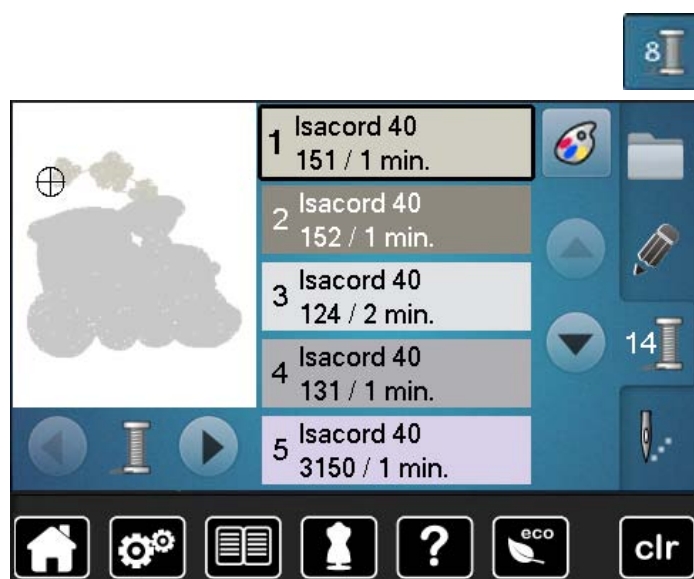 8
1 Isacord 40
151 / 1 min.
2 Isacord 40
152 / 1 min.
3 Isacord 40
124 / 2 min.
14
4 Isacord 40
131 / 1 min.
5 Isacord 40
3150 / 1 min.
?
eco
clr